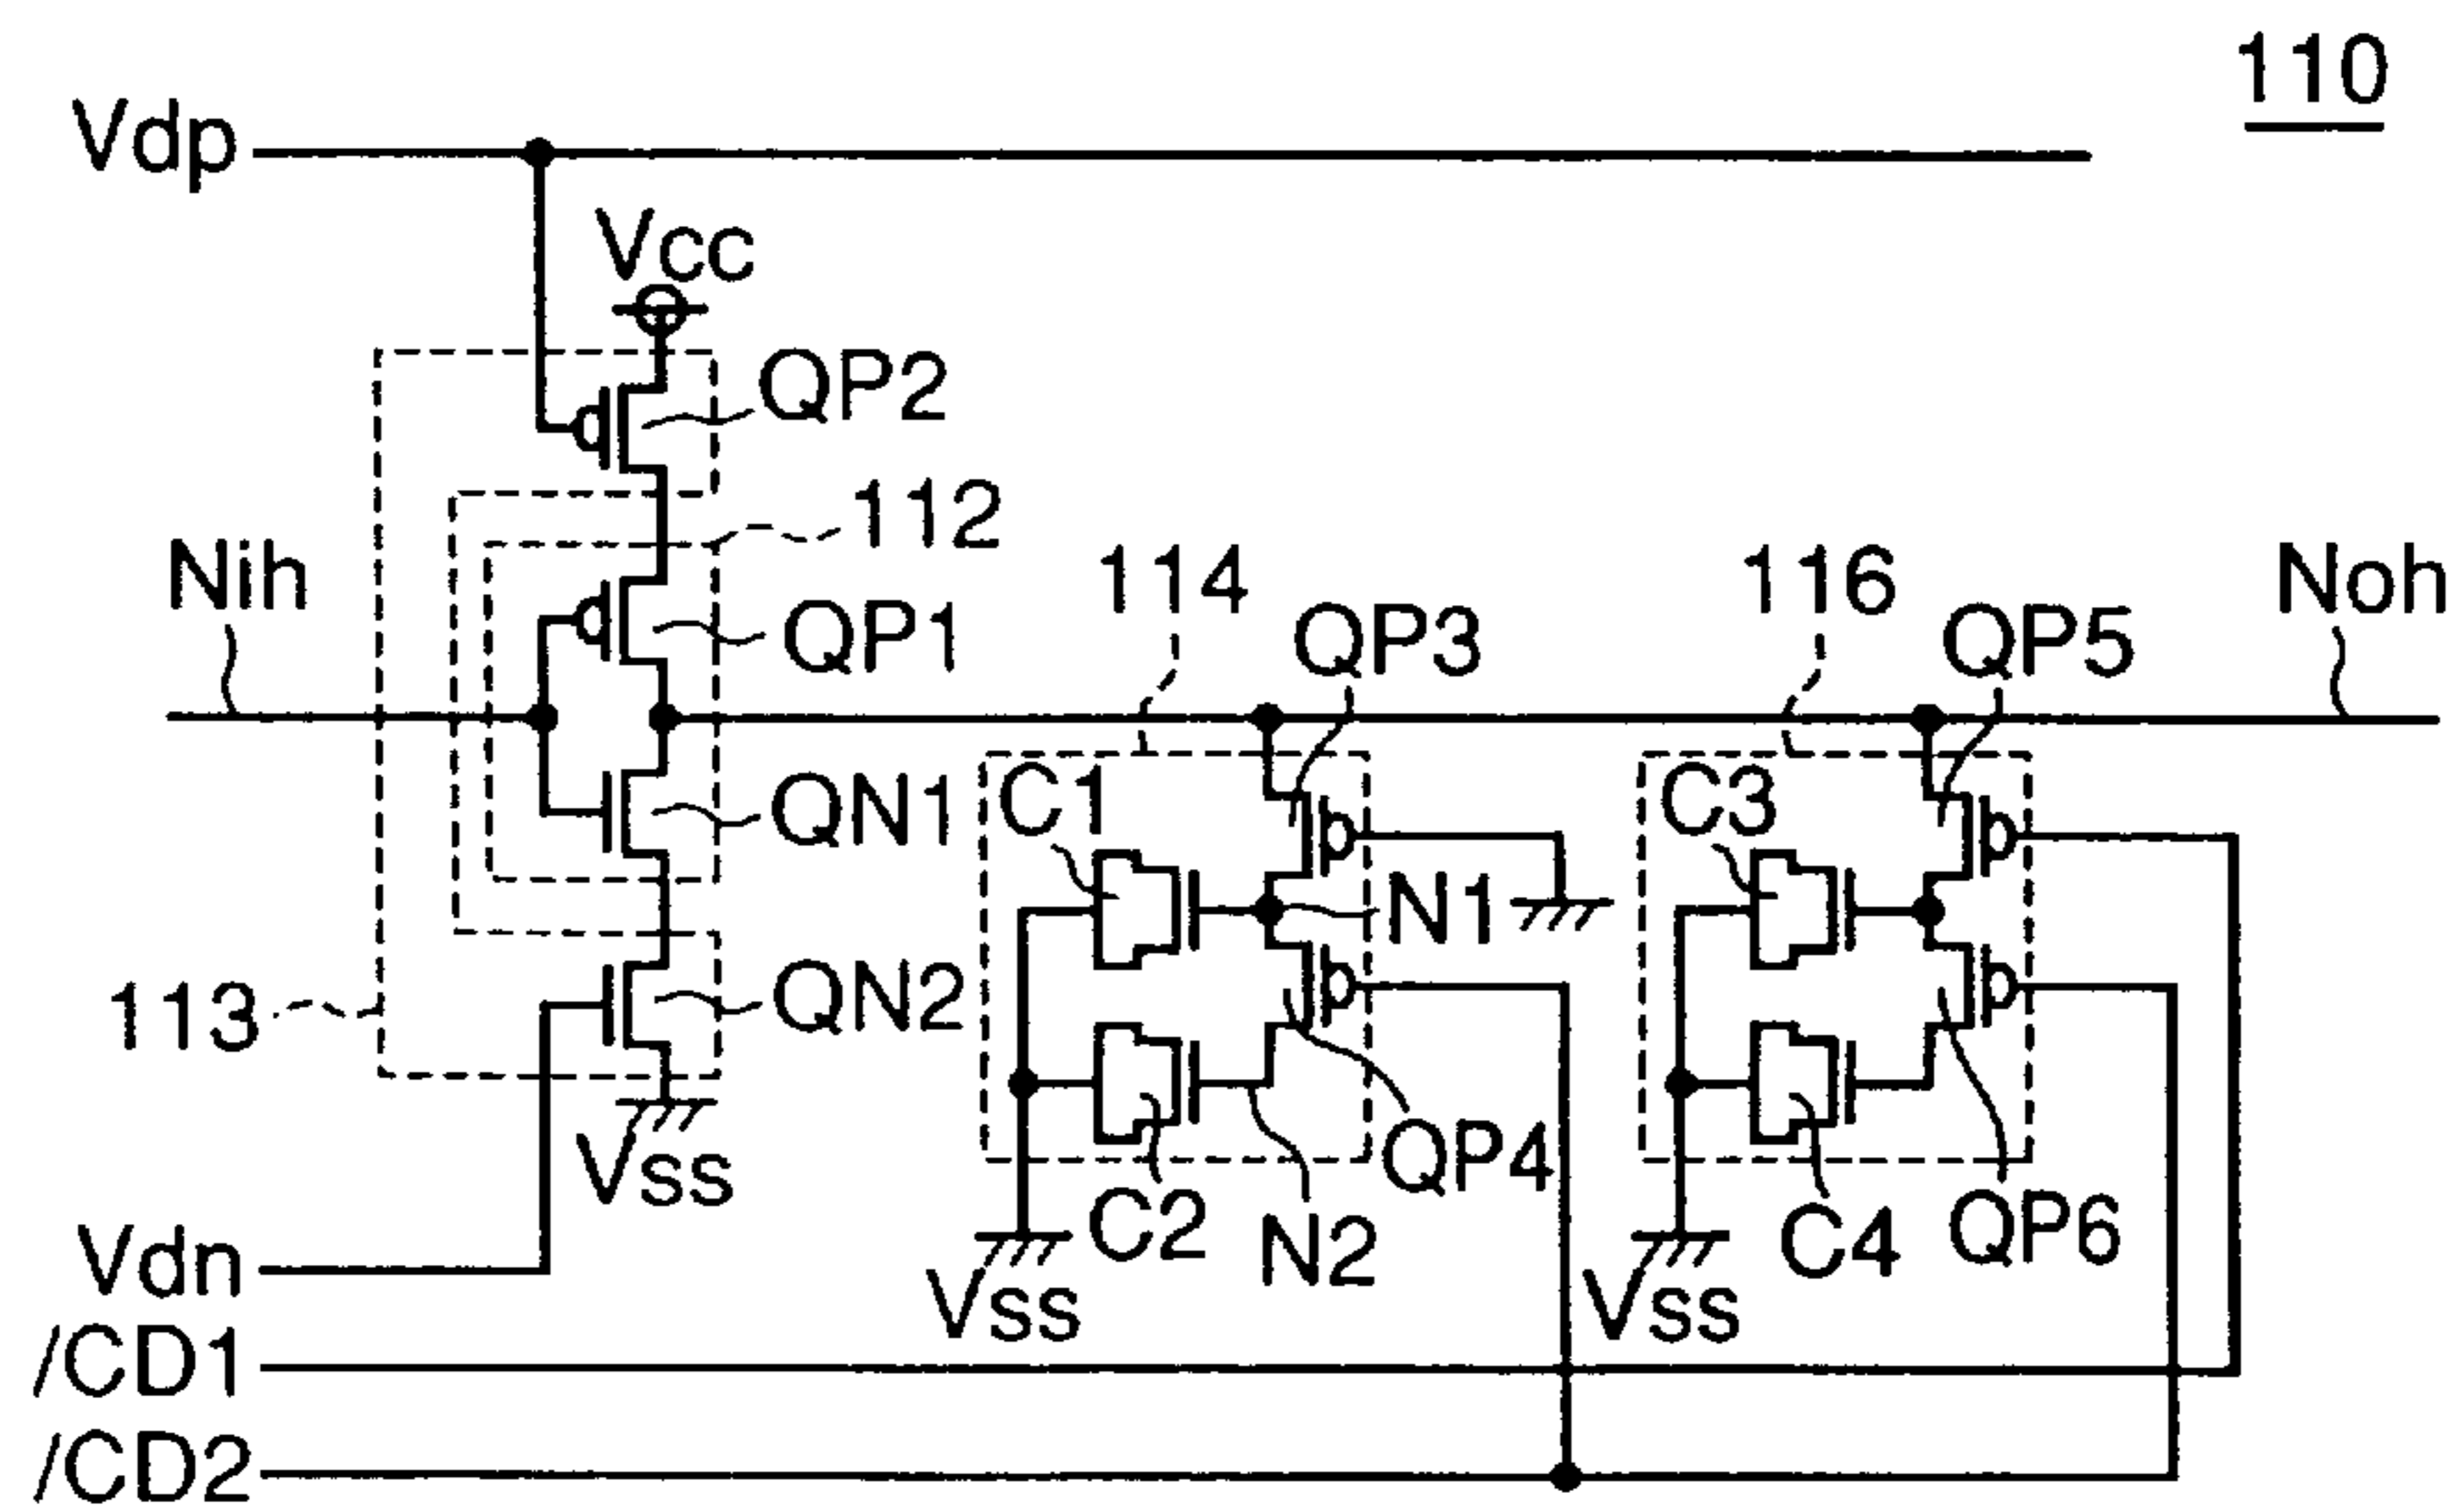 110
Vdp
Vcc
QP2
112
Nih
114
116
Noh
QP1
QP3
QP5
C1
C3
QN1
N1
QN2
113
QP4
Vss
C2
N2
C4
QP6
Vdn
Vss
Vss
/CD1
/CD2